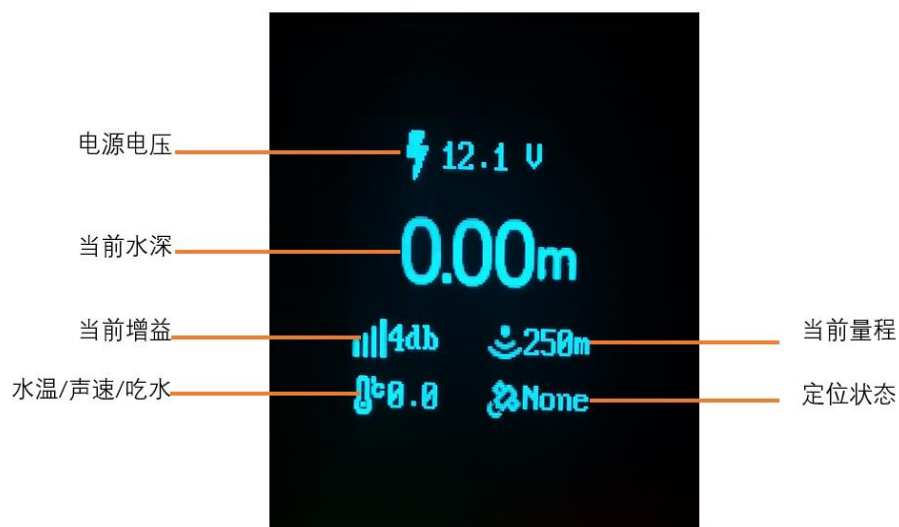 电源电压
12.1 V
当前水深
0.00m
当前增益
4db
250m
当前量程
水温/声速/吃水
℃0.0
None
定位状态